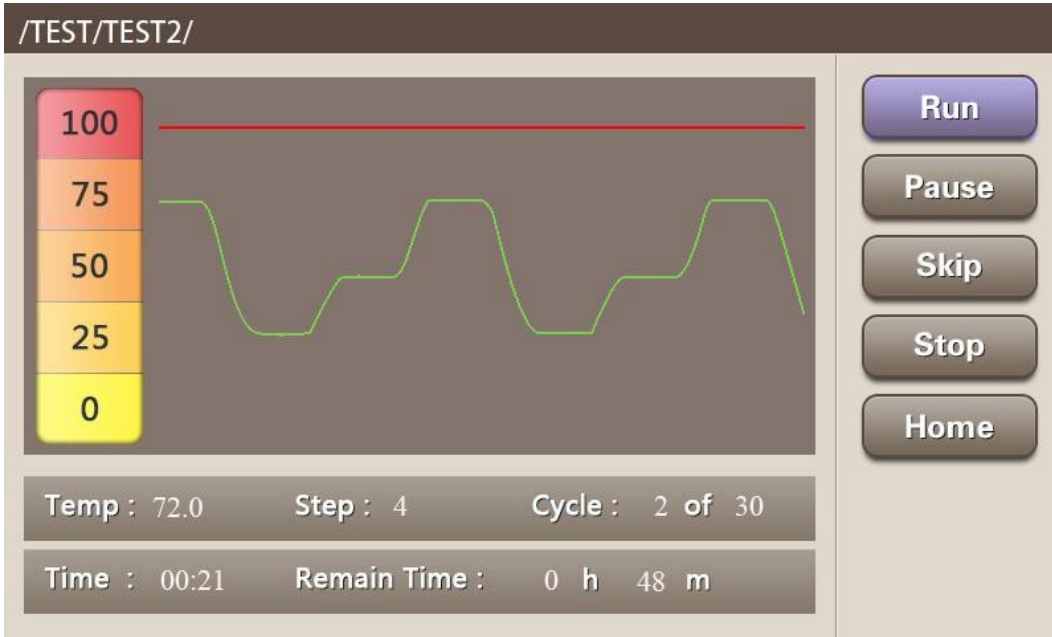 /TEST/TEST2/
100
75
50
25
0
Run
Pause
Skip
Stop
Home
Temp : 72.0 Step : 4 Cycle : 2 of 30
Time : 00:21 Remain Time : 0 h 48 m